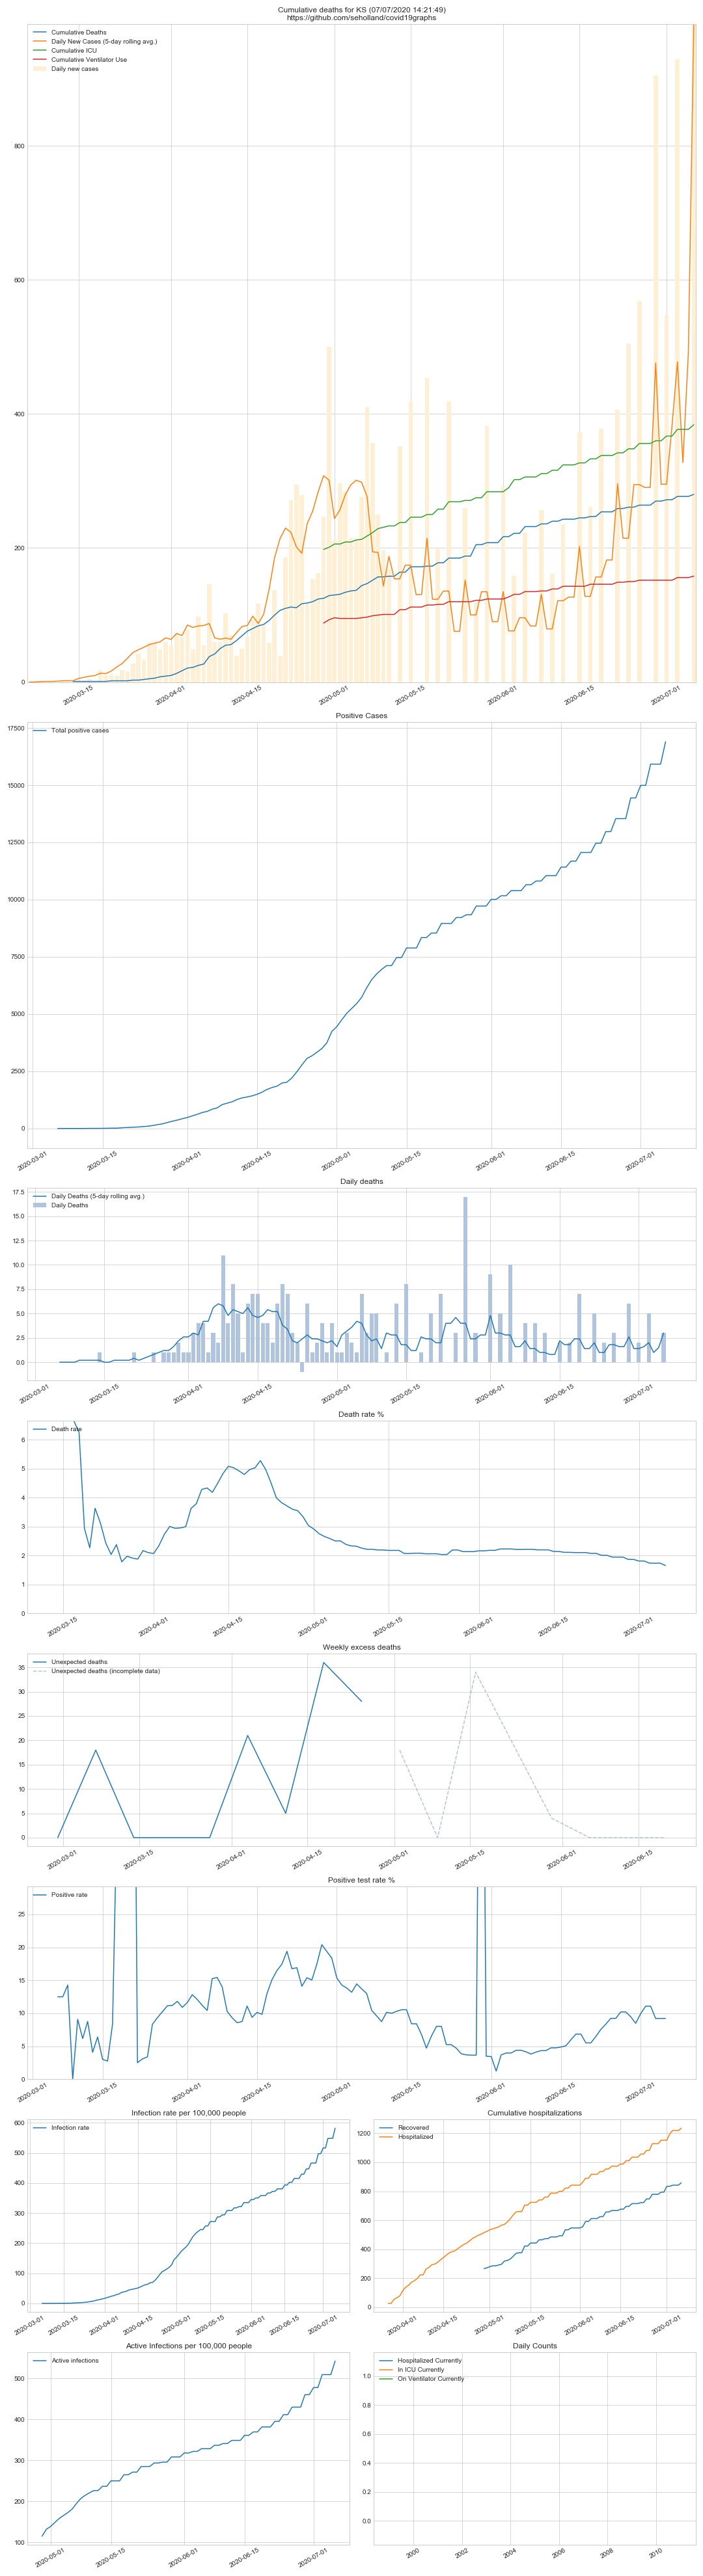 Cumulative deaths for KS (07/07/2020 14:21:49)
https://github.com/seholland/covid19graphs
Cumulative Deaths
Daily New Cases (5-day rolling avg.)
Cumulative ICU
Cumulative Ventilator Use
Daily new cases
800
600
400
200
0
2020-03-15 2020-04-01 2020-04-15 2020-05-01 2020-05-15 2020-06-01 2020-06-15 2020-07-01
Positive Cases
Total positive cases
17500
15000
12500
10000
7500
5000
2500
0
2020-03-01 2020-03-15 2020-04-01 2020-04-15 2020-05-01 2020-05-15 2020-06-01 2020-06-15 2020-07-01
Daily deaths
Daily Deaths (5-day rolling avg.)
Daily Deaths
17.5
15.0
12.5
10.0
7.5
5.0
2.5
0.0
2020-03-01 2020-03-15 2020-04-01 2020-04-15 2020-05-01 2020-05-15 2020-06-01 2020-06-15 2020-07-01
Death rate %
Death rate
6
5
4
3
2
1
0
2020-03-15 2020-04-01 2020-04-15 2020-05-01 2020-05-15 2020-06-01 2020-06-15 2020-07-01
Weekly excess deaths
Unexpected deaths
Unexpected deaths (incomplete data)
35
30
25
20
15
10
5
0
2020-03-01 2020-03-15 2020-04-01 2020-04-15 2020-05-01 2020-05-15 2020-06-01 2020-06-15
Positive test rate %
Positive rate
25
20
15
10
5
0
2020-03-01 2020-03-15 2020-04-01 2020-04-15 2020-05-01 2020-05-15 2020-06-01 2020-06-15 2020-07-01
Infection rate per 100,000 people
Infection rate
600
500
400
300
200
100
0
2020-03-01 2020-03-15 2020-04-01 2020-04-15 2020-05-01 2020-05-15 2020-06-01 2020-06-15 2020-07-01
Cumulative hospitalizations
Recovered
Hospitalized
1200
1000
800
600
400
200
0
2020-04-01 2020-04-15 2020-05-01 2020-05-15 2020-06-01 2020-06-15 2020-07-01
Active Infections per 100,000 people
Active infections
500
400
300
200
100
2020-05-01 2020-05-15 2020-06-01 2020-06-15 2020-07-01
Daily Counts
Hospitalized Currently
In ICU Currently
On Ventilator Currently
1.0
0.8
0.6
0.4
0.2
0.0
2000 2002 2004 2006 2008 2010